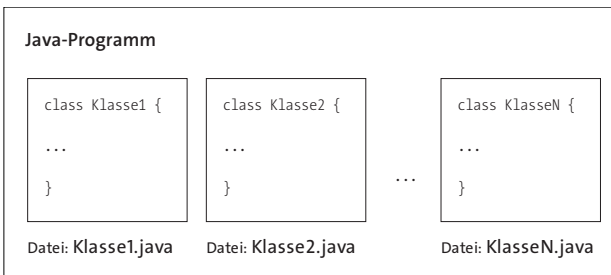 Java-Programm
class Klasse1 {
...
}
Datei: Klasse1.java
class Klasse2 {
...
}
Datei: Klasse2.java
...
class KlasseN {
...
}
Datei: KlasseN.java